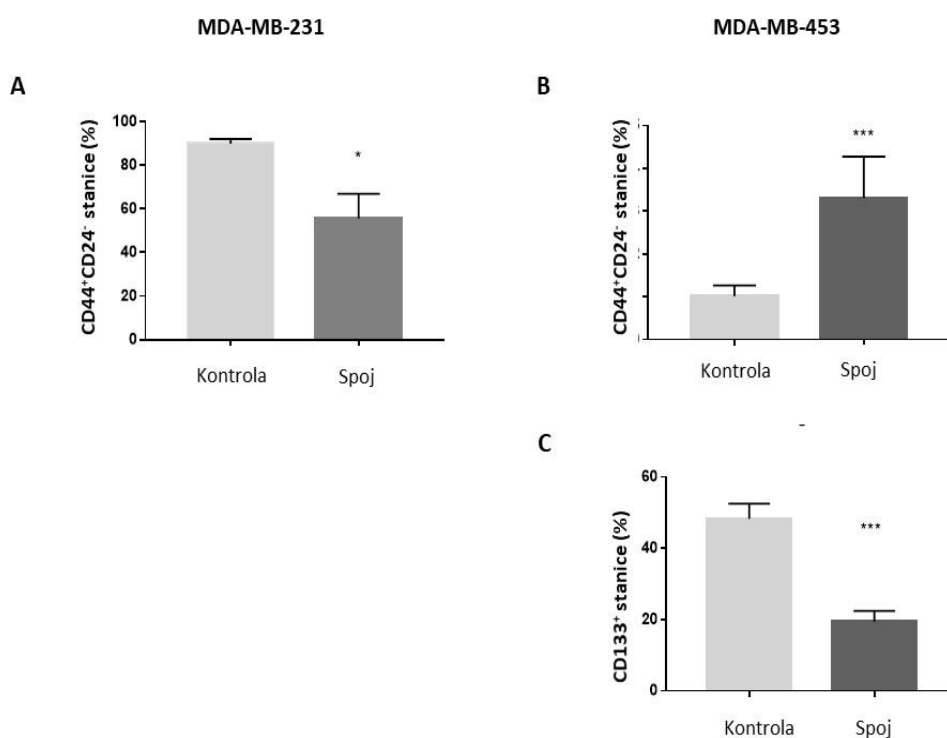 MDA-MB-231
MDA-MB-453
A
CD44⁺CD24⁻ stanice (%)
100
80
60
40
20
0
*
Kontrola
Spoj
B
CD44⁺CD24⁻ stanice (%)
***
Kontrola
Spoj
-
C
CD133⁺ stanice (%)
60
40
20
0
***
Kontrola
Spoj